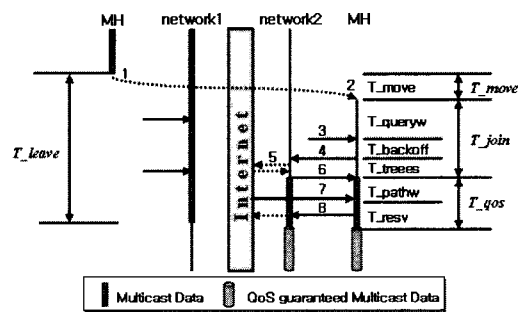 MH network1 network2 MH
1
2 T_move T_move
T_queryw
3
T_join
4 T_backoff
T_leave
5
6 T_treees
Internet
7 T_pathw
T_qos
8 T_resv
Multicast Data QoS guaranteed Multicast Data